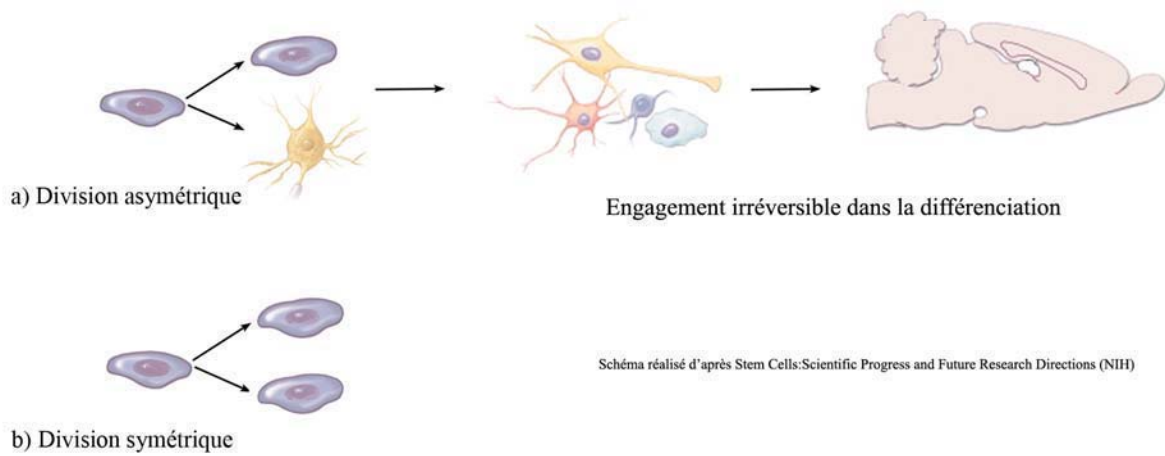 a) Division asymétrique
Engagement irréversible dans la différenciation
Schéma réalisé d'après Stem Cells:Scientific Progress and Future Research Directions (NIH)
b) Division symétrique